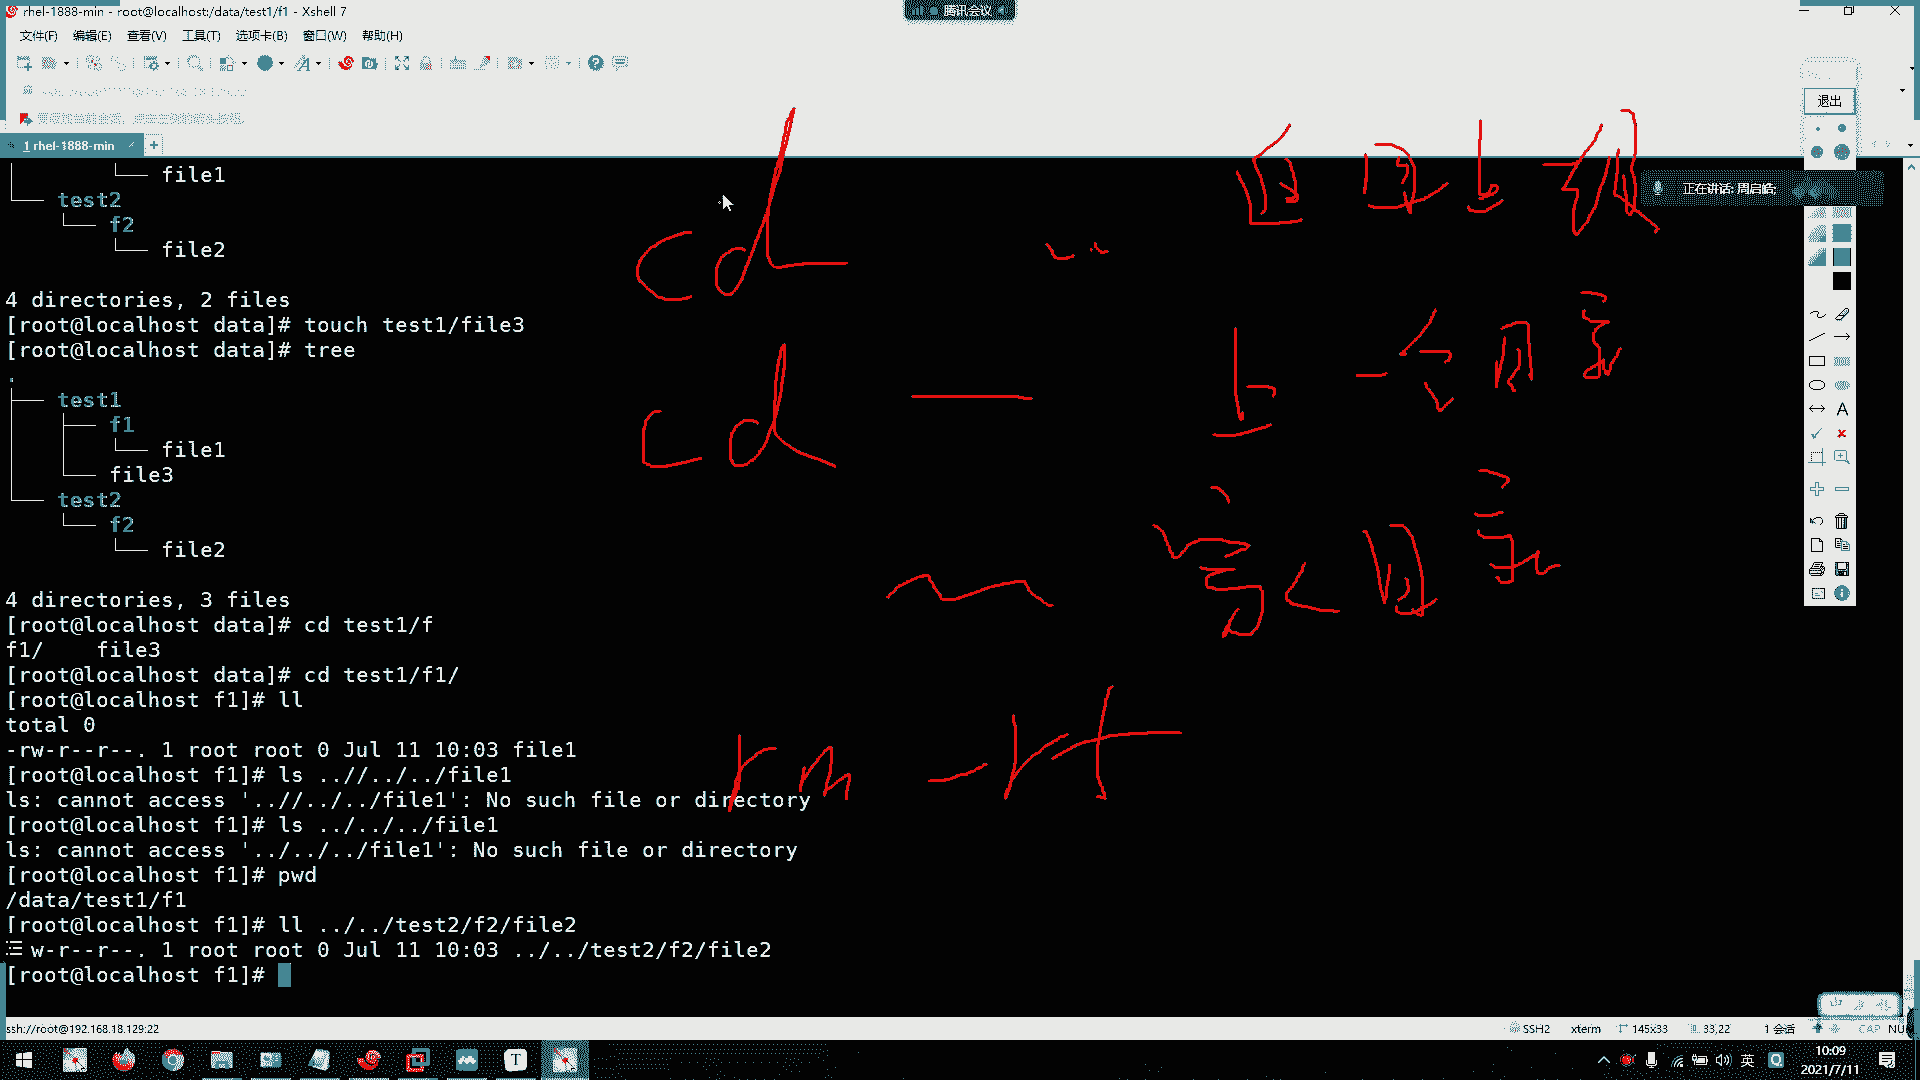 rhel-1888-min - root@localhost:/data/test1/f1 - Xshell 7
腾讯会议
文件(F) 编辑(E) 查看(V) 工具(T) 选项卡(B) 窗口(W) 帮助(H)
退出
1 rhel-1888-min
正在讲话: 周启皓;
└── file1
└── test2
└── f2
└── file2
4 directories, 2 files
[root@localhost data]# touch test1/file3
[root@localhost data]# tree
.
├── test1
│   ├── f1
│   │   └── file1
│   └── file3
└── test2
└── f2
└── file2
4 directories, 3 files
[root@localhost data]# cd test1/f
f1/    file3
[root@localhost data]# cd test1/f1/
[root@localhost f1]# ll
total 0
-rw-r--r--. 1 root root 0 Jul 11 10:03 file1
[root@localhost f1]# ls ..//../../file1
ls: cannot access '..//../../file1': No such file or directory
[root@localhost f1]# ls ../../../file1
ls: cannot access '../../../file1': No such file or directory
[root@localhost f1]# pwd
/data/test1/f1
[root@localhost f1]# ll ../../test2/f2/file2
w-r--r--. 1 root root 0 Jul 11 10:03 ../../test2/f2/file2
[root@localhost f1]#
cd ..
cd — 上一个目录
~ 家目录
rm -rf
ssh://root@192.168.18.129:22
SSH2 xterm 145x33 33,22 1 会话 CAP NUM
英
10:09
2021/7/11